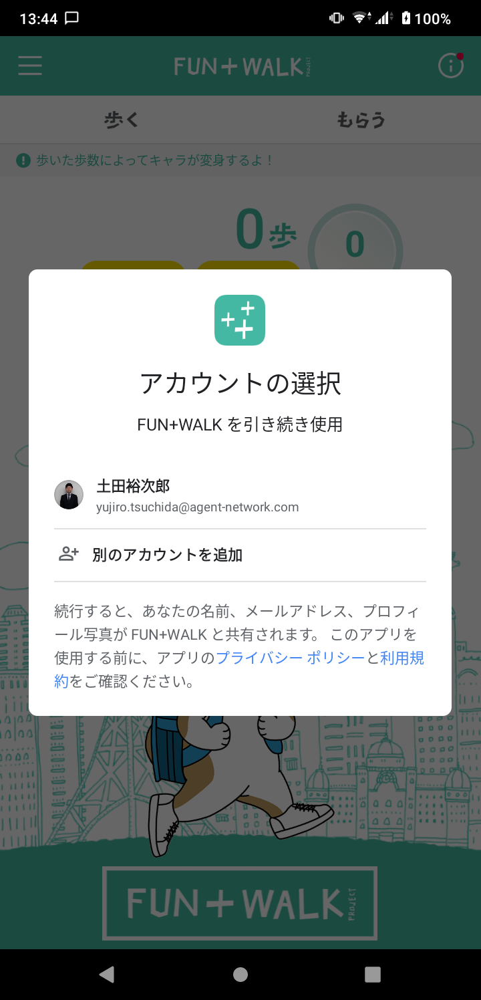 13:44 100%
FUN+WALK PROJECT
歩く もらう
歩いた歩数によってキャラが変身するよ！
0歩 0
アカウントの選択
FUN+WALK を引き続き使用
土田裕次郎
yujiro.tsuchida@agent-network.com
別のアカウントを追加
続行すると、あなたの名前、メールアドレス、プロフィ
ール写真が FUN+WALK と共有されます。 このアプリを
使用する前に、アプリのプライバシー ポリシーと利用規
約をご確認ください。
FUN+WALK PROJECT